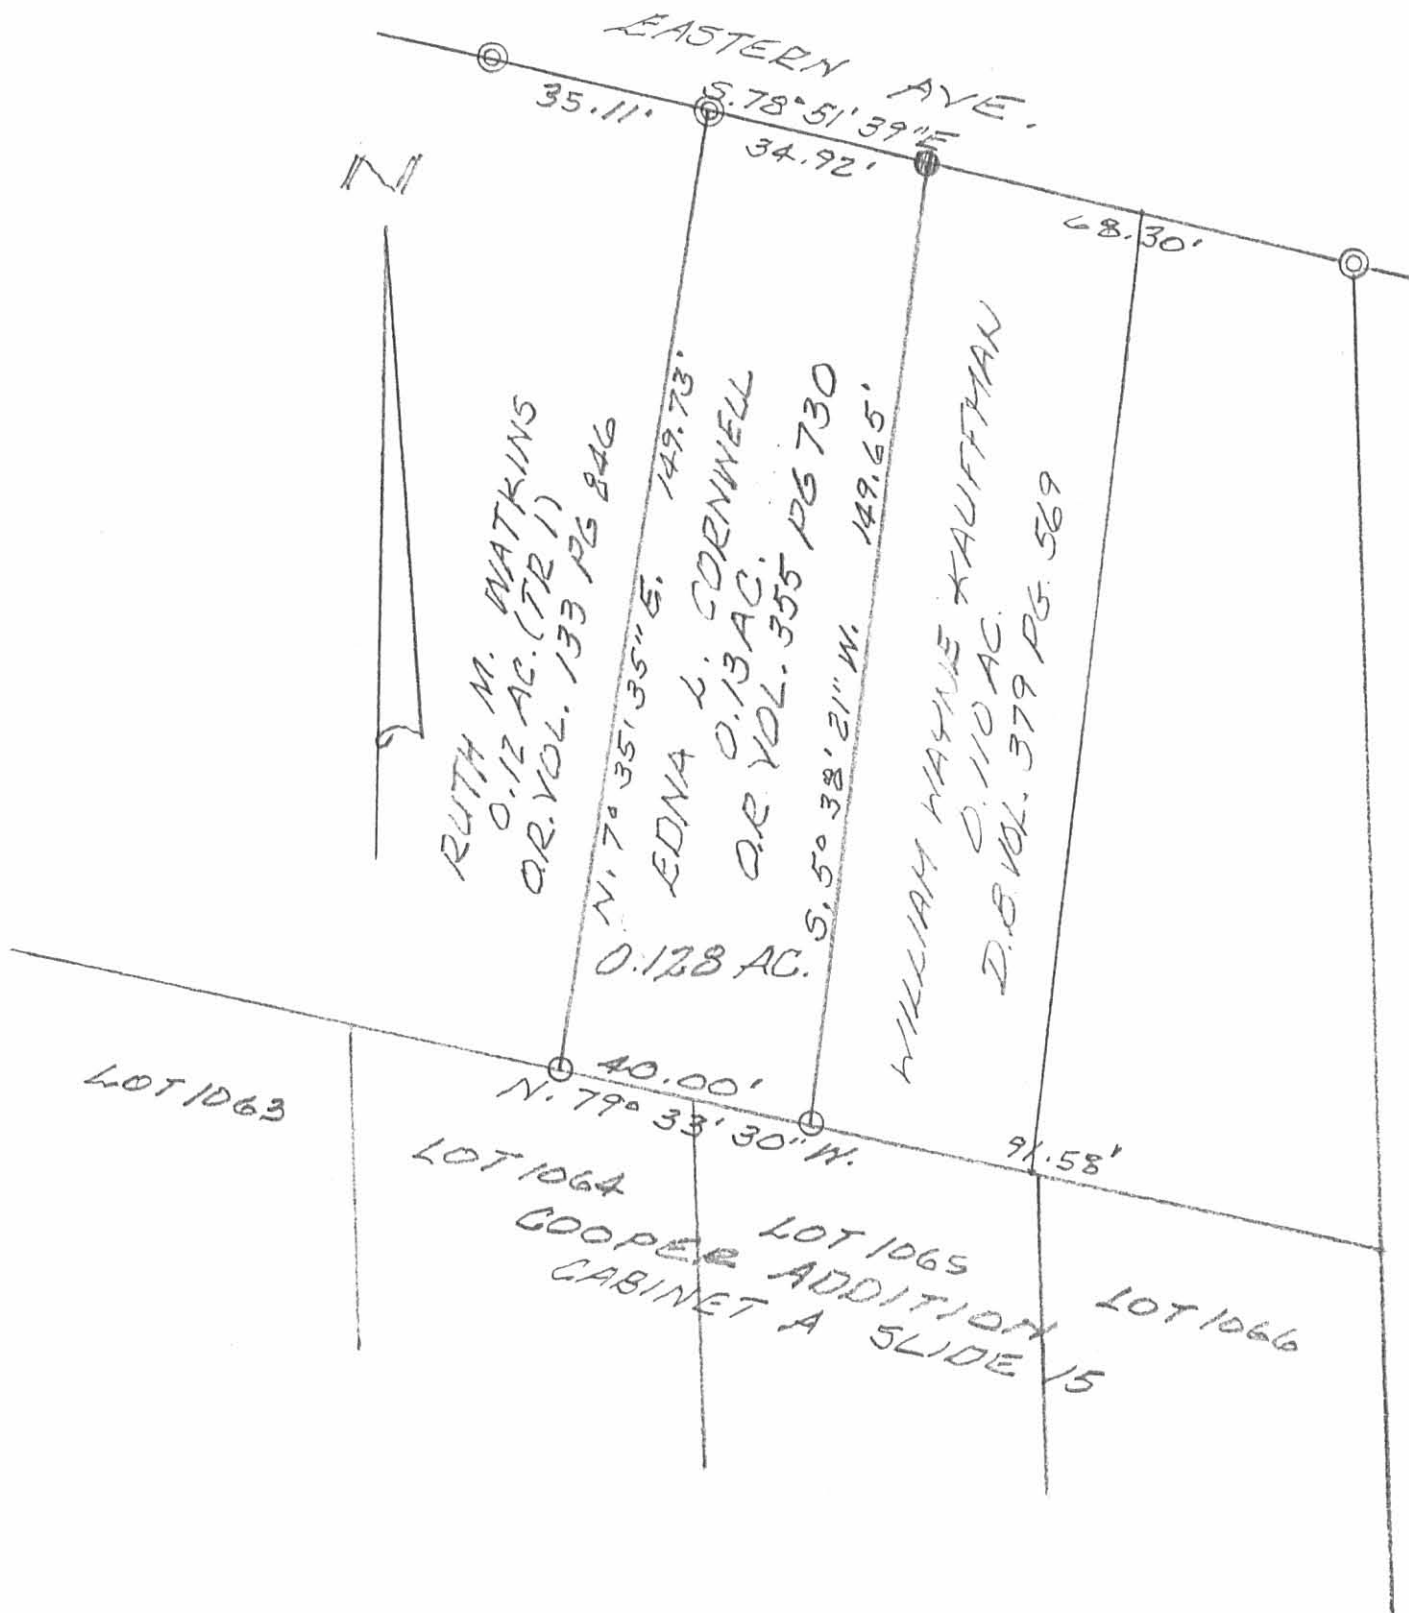 EASTERN AVE.
35.11'
S. 78° 51' 39" E
34.92'
68.30'
N
RUTH M. WATKINS
0.12 AC. (TR 1)
O.R. VOL. 133 PG 846
N. 7° 35' 35" E. 149.73'
EDNA L. CORNWELL
0.13 AC.
O.R. VOL. 355 PG 730
S. 5° 38' 21" W. 149.65'
WILLIAM WAYNE KAUFFMAN
0.110 AC.
D.B. VOL. 379 PG. 569
0.128 AC.
40.00'
N. 79° 33' 30" W.
91.58'
LOT 1063
LOT 1064
LOT 1065
LOT 1066
COOPER ADDITION
CABINET A SLIDE 15